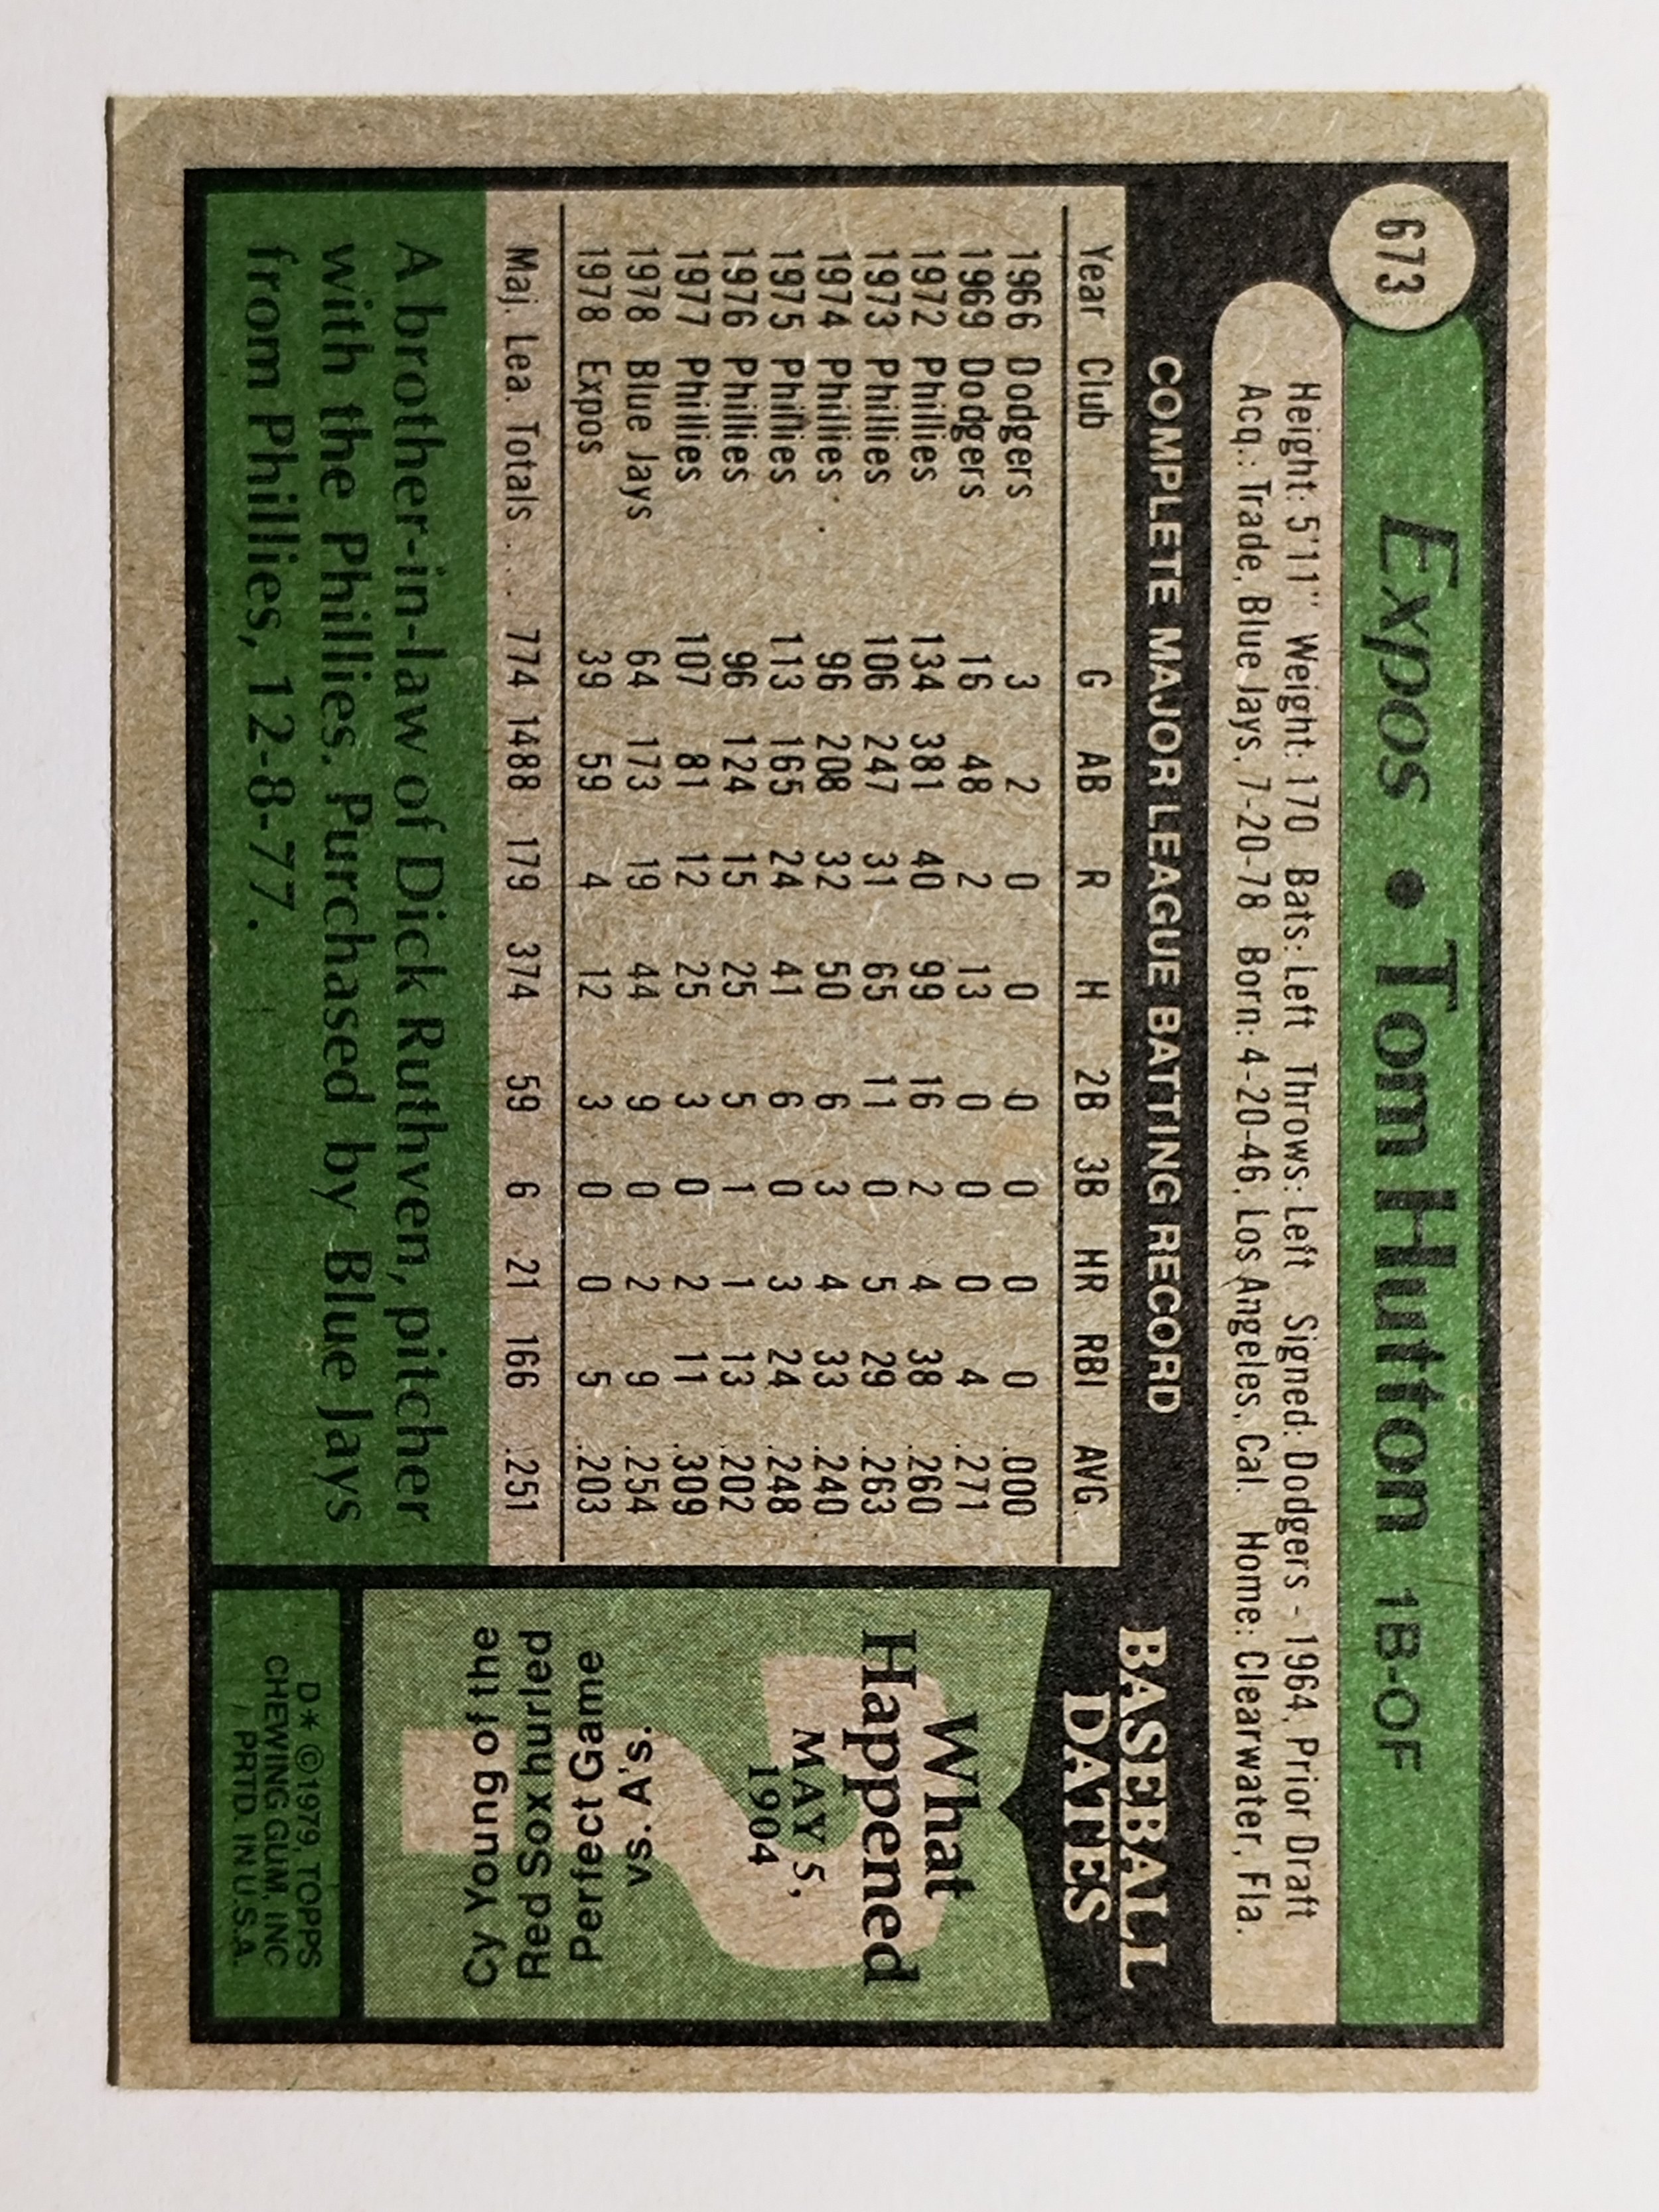 673
Expos • Tom Hutton 1B-OF
Height: 5'11" Weight: 170 Bats: Left Throws: Left Signed: Dodgers - 1964, Prior Draft
Acq.: Trade, Blue Jays, 7-20-78 Born: 4-20-46, Los Angeles, Cal. Home: Clearwater, Fla.
COMPLETE MAJOR LEAGUE BATTING RECORD
Year Club G AB R H 2B 3B HR RBI AVG.
1966 Dodgers 3 2 0 0 0 0 0 0 .000
1969 Dodgers 16 48 2 13 0 0 0 4 .271
1972 Phillies 134 381 40 99 16 2 4 38 .260
1973 Phillies 106 247 31 65 11 0 5 29 .263
1974 Phillies 96 208 32 50 6 3 4 33 .240
1975 Phillies 113 165 24 41 6 0 3 24 .248
1976 Phillies 96 124 15 25 5 1 1 13 .202
1977 Phillies 107 81 12 25 3 0 2 11 .309
1978 Blue Jays 64 173 19 44 9 0 2 9 .254
1978 Expos 39 59 4 12 3 0 0 5 .203
Maj. Lea. Totals . . 774 1488 179 374 59 6 21 166 .251
A brother-in-law of Dick Ruthven, pitcher
with the Phillies. Purchased by Blue Jays
from Phillies, 12-8-77.
BASEBALL
DATES
What
Happened
MAY 5,
1904
?
Cy Young of the
Red Sox hurled
Perfect Game
vs. A's.
D* ©1979, TOPPS
CHEWING GUM, INC
PRTD. IN U.S.A.